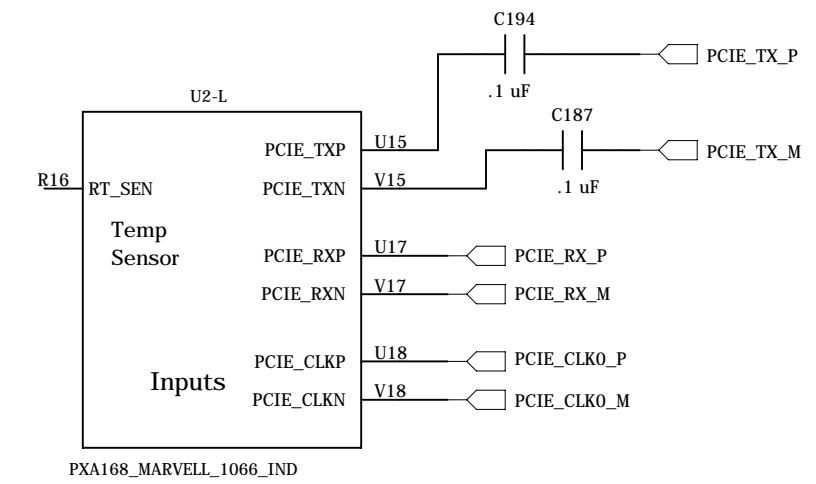 C194
PCIE_TX_P
.1 uF
U2-L
C187
PCIE_TXP U15
PCIE_TX_M
R16 RT_SEN
PCIE_TXN V15
.1 uF
Temp
Sensor
PCIE_RXP U17 PCIE_RX_P
PCIE_RXN V17 PCIE_RX_M
PCIE_CLKP U18 PCIE_CLK0_P
Inputs
PCIE_CLKN V18 PCIE_CLK0_M
PXA168_MARVELL_1066_IND